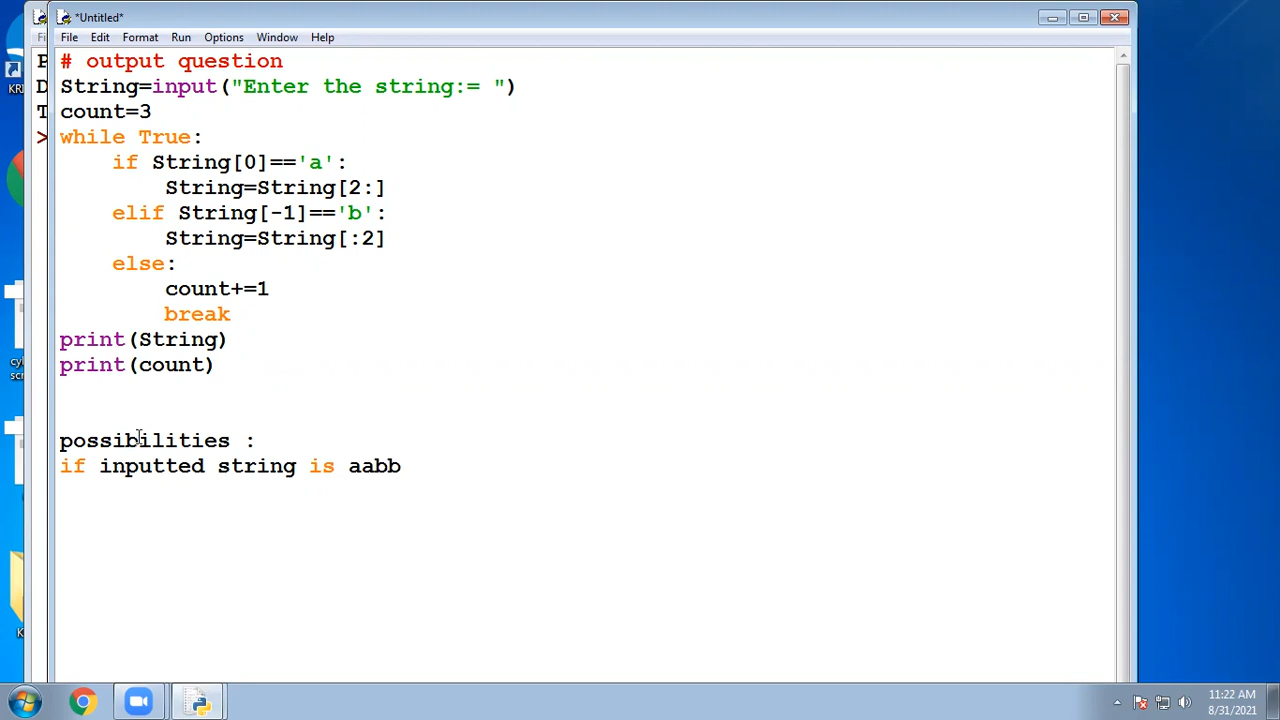 *Untitled*
File Edit Format Run Options Window Help
# output question
String=input("Enter the string:= ")
count=3
while True:
    if String[0]=='a':
        String=String[2:]
    elif String[-1]=='b':
        String=String[:2]
    else:
        count+=1
        break
print(String)
print(count)
possibilities :
if inputted string is aabb
11:22 AM
8/31/2021